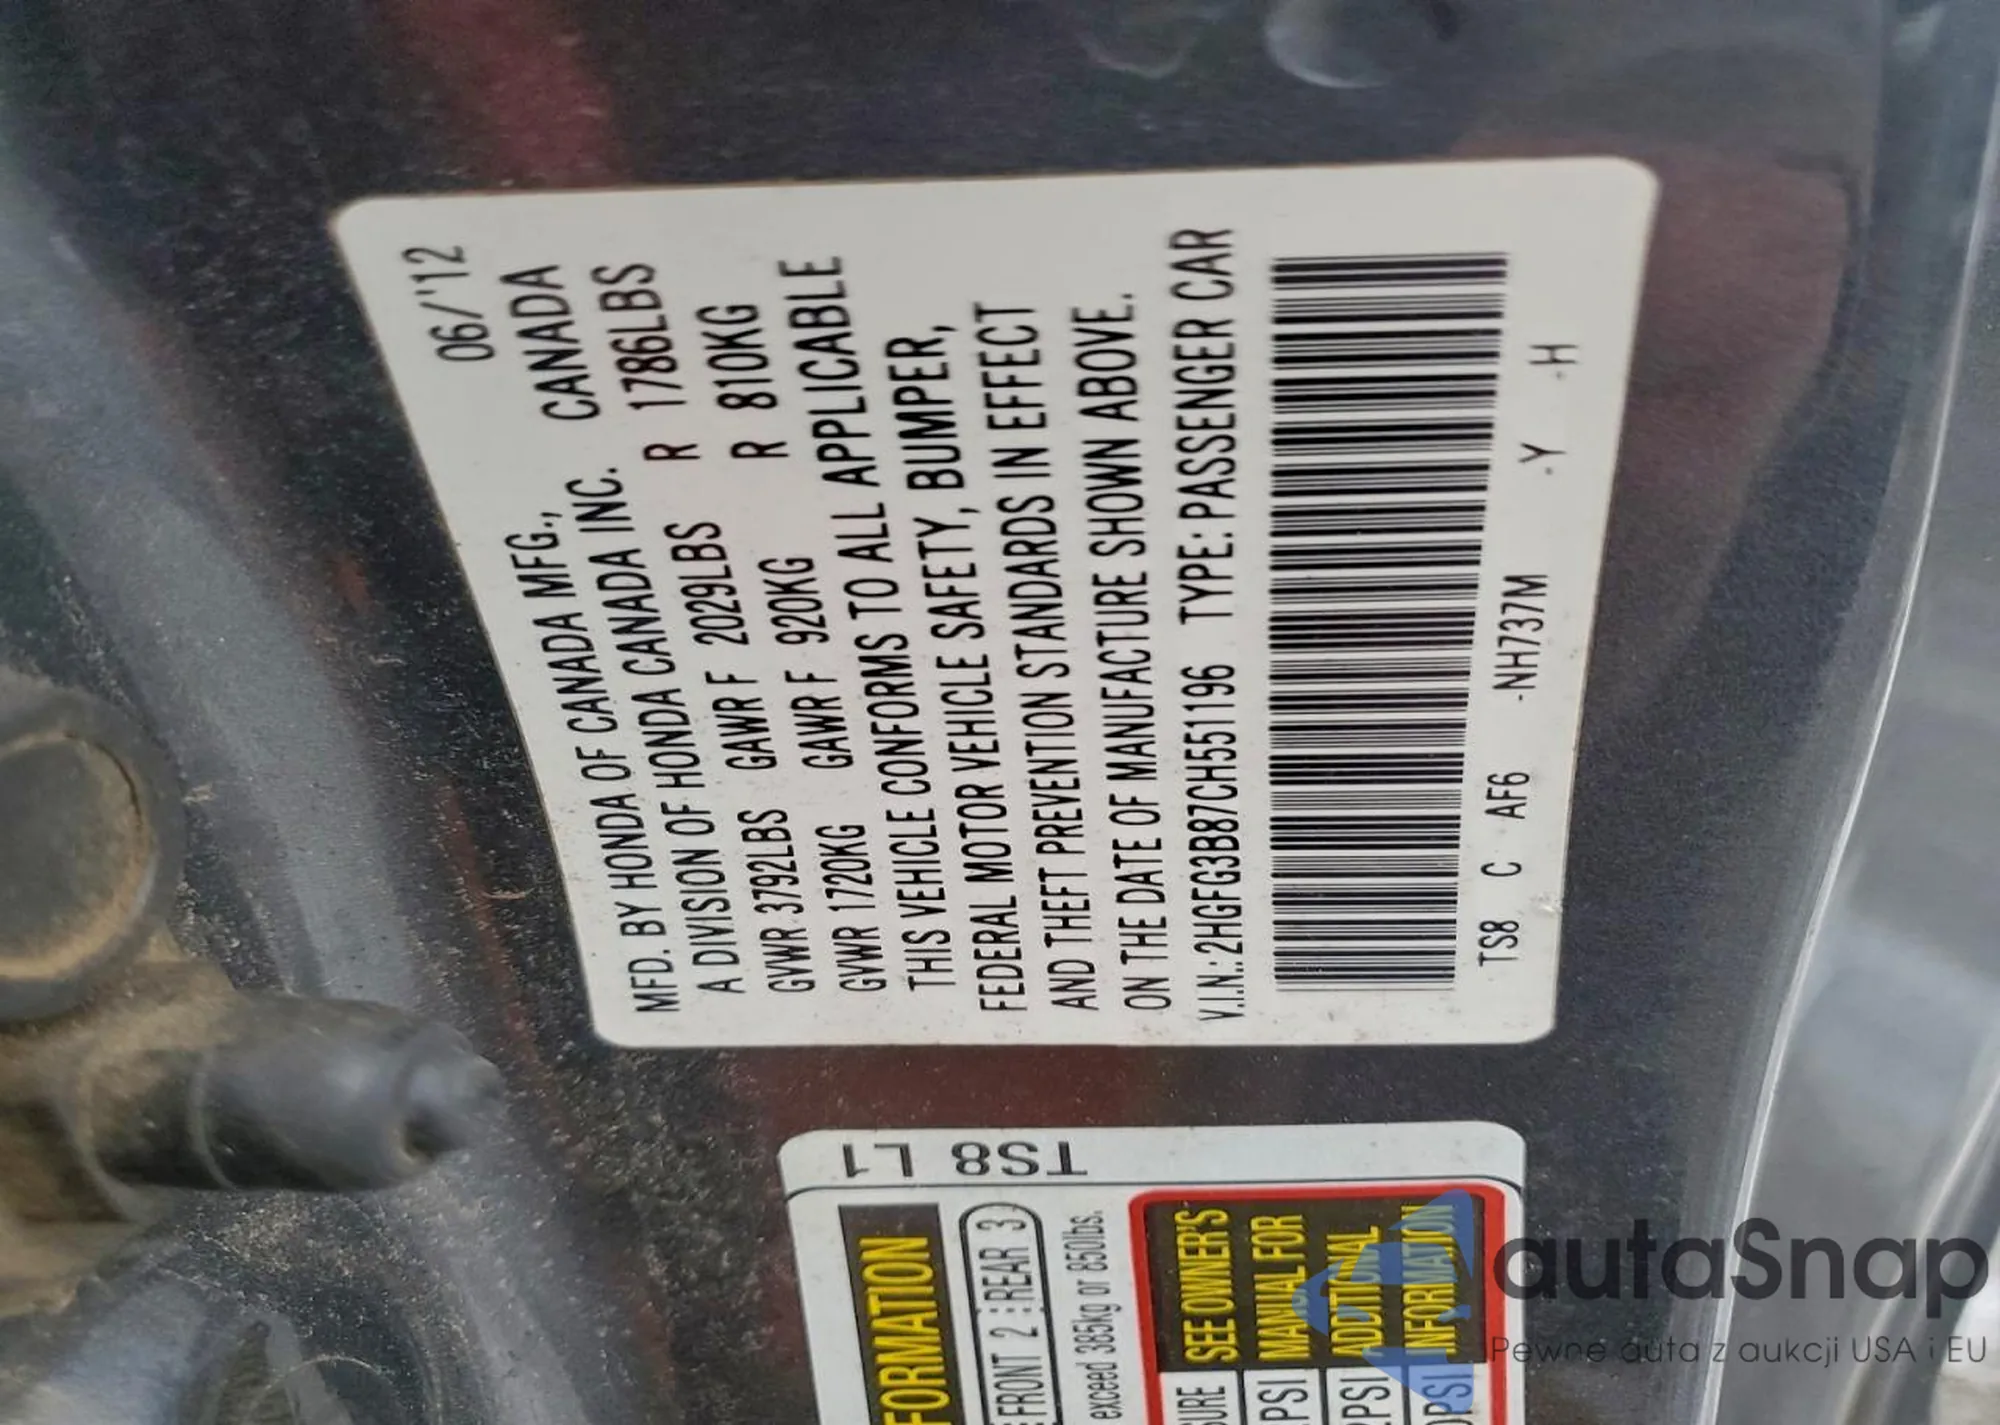 06/'12
MFD. BY HONDA OF CANADA MFG., CANADA
A DIVISION OF HONDA CANADA INC.
GVWR 3792LBS GAWR F 2029LBS R 1786LBS
GVWR 1720KG GAWR F 920KG R 810KG
THIS VEHICLE CONFORMS TO ALL APPLICABLE
FEDERAL MOTOR VEHICLE SAFETY, BUMPER,
AND THEFT PREVENTION STANDARDS IN EFFECT
ON THE DATE OF MANUFACTURE SHOWN ABOVE.
V.I.N.: 2HGFG3B87CH551196 TYPE: PASSENGER CAR
TS8 C AF6 -NH737M -Y -H
TS8 L1
FORMATION
FRONT 2 REAR 3
exceed 385kg or 850lbs.
SEE OWNER'S
MANUAL FOR
ADDITIONAL
INFORMATION
PSI
PSI
PSI
autaSnap
Pewne auta z aukcji USA i EU